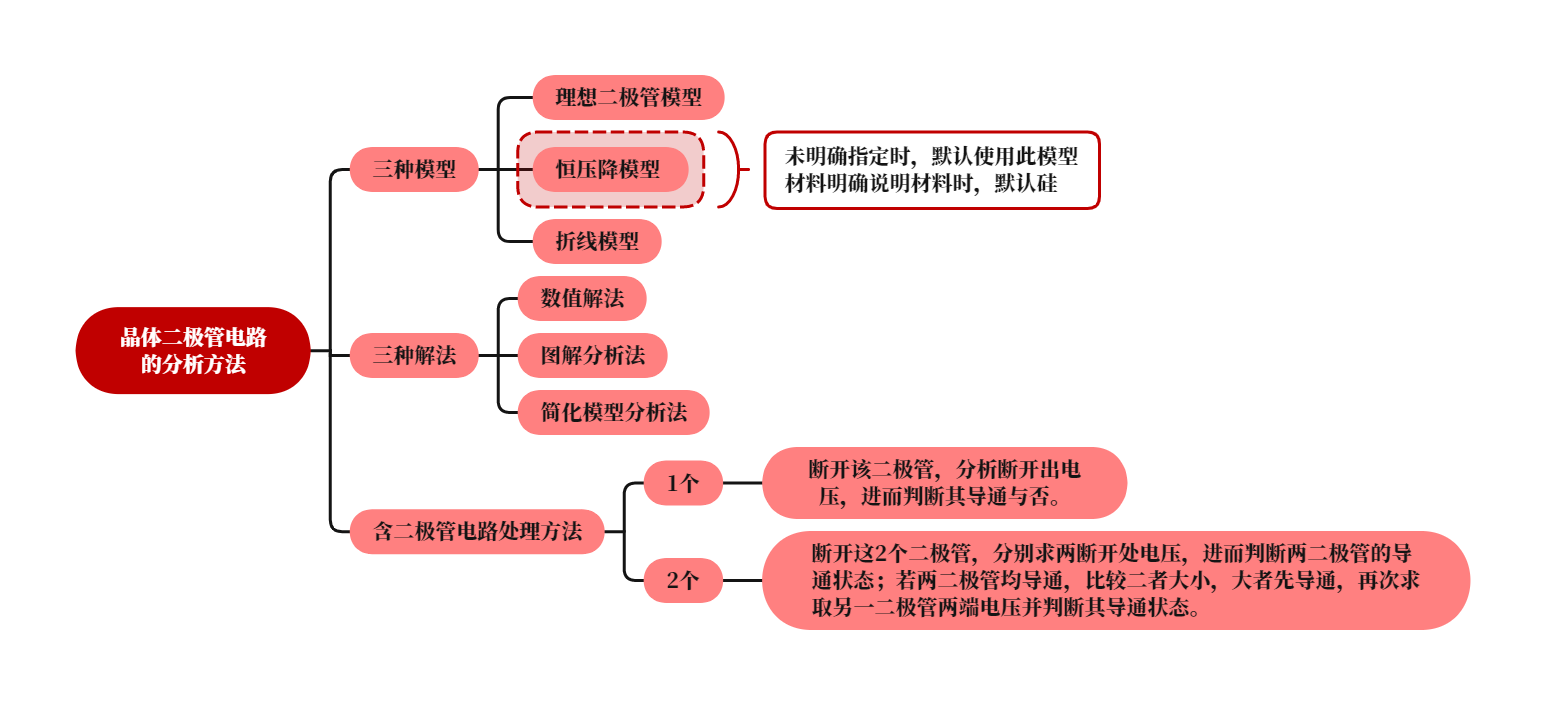 晶体二极管电路
的分析方法
三种模型
理想二极管模型
恒压降模型
未明确指定时，默认使用此模型
材料明确说明材料时，默认硅
折线模型
三种解法
数值解法
图解分析法
简化模型分析法
含二极管电路处理方法
1个
断开该二极管，分析断开出电
压，进而判断其导通与否。
2个
断开这2个二极管，分别求两断开处电压，进而判断两二极管的导
通状态；若两二极管均导通，比较二者大小，大者先导通，再次求
取另一二极管两端电压并判断其导通状态。